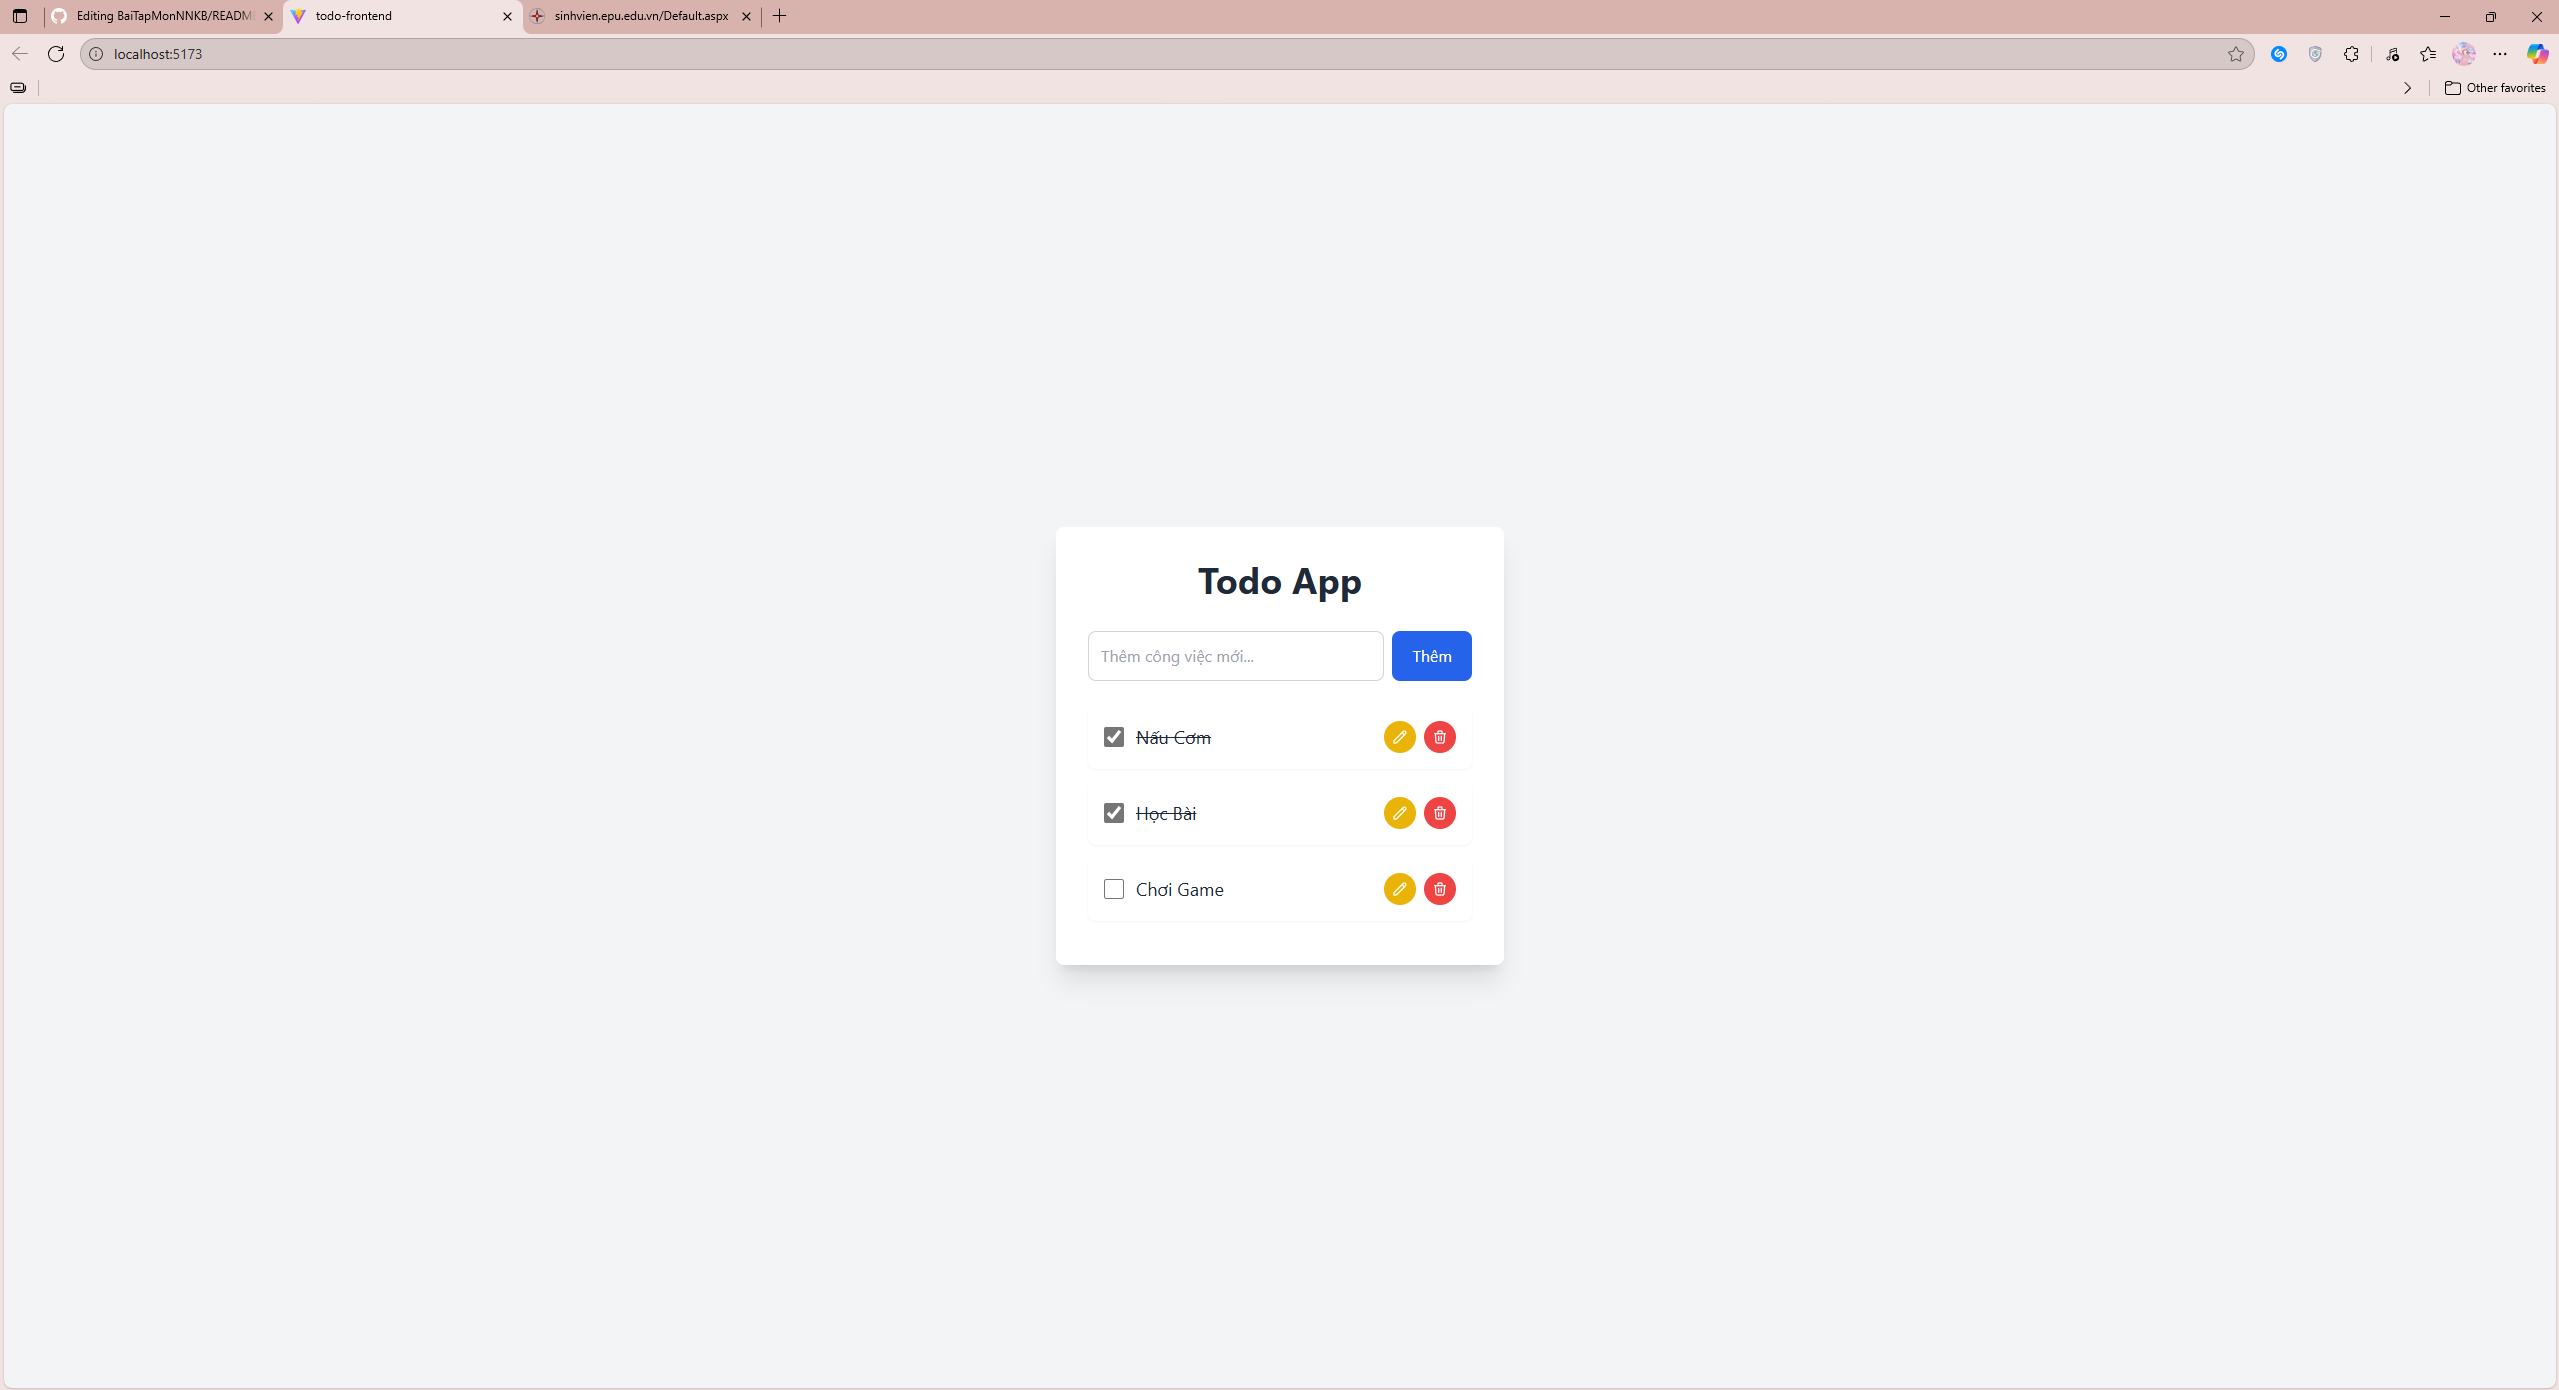 Editing BaiTapMonNNKB/READM
todo-frontend
sinhvien.epu.edu.vn/Default.aspx
localhost:5173
Other favorites
Todo App
Thêm công việc mới...
Thêm
Nấu Cơm
Học Bài
Chơi Game